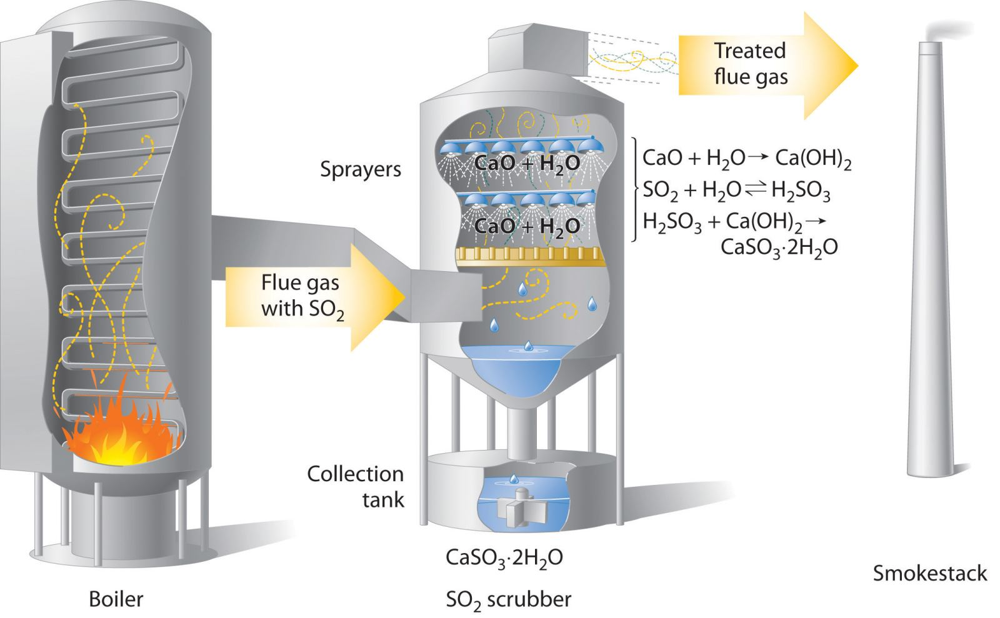 Treated
flue gas
Sprayers
CaO + H₂O
CaO + H₂O
CaO + H₂O → Ca(OH)₂
SO₂ + H₂O ⇌ H₂SO₃
H₂SO₃ + Ca(OH)₂ →
CaSO₃·2H₂O
Flue gas
with SO₂
Collection
tank
CaSO₃·2H₂O
Boiler
SO₂ scrubber
Smokestack